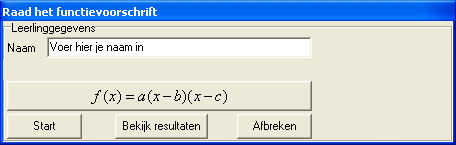 Raad het functievoorschrift
Leerlinggegevens
Naam Voer hier je naam in
f(x)=a(x−b)(x−c)
Start Bekijk resultaten Afbreken